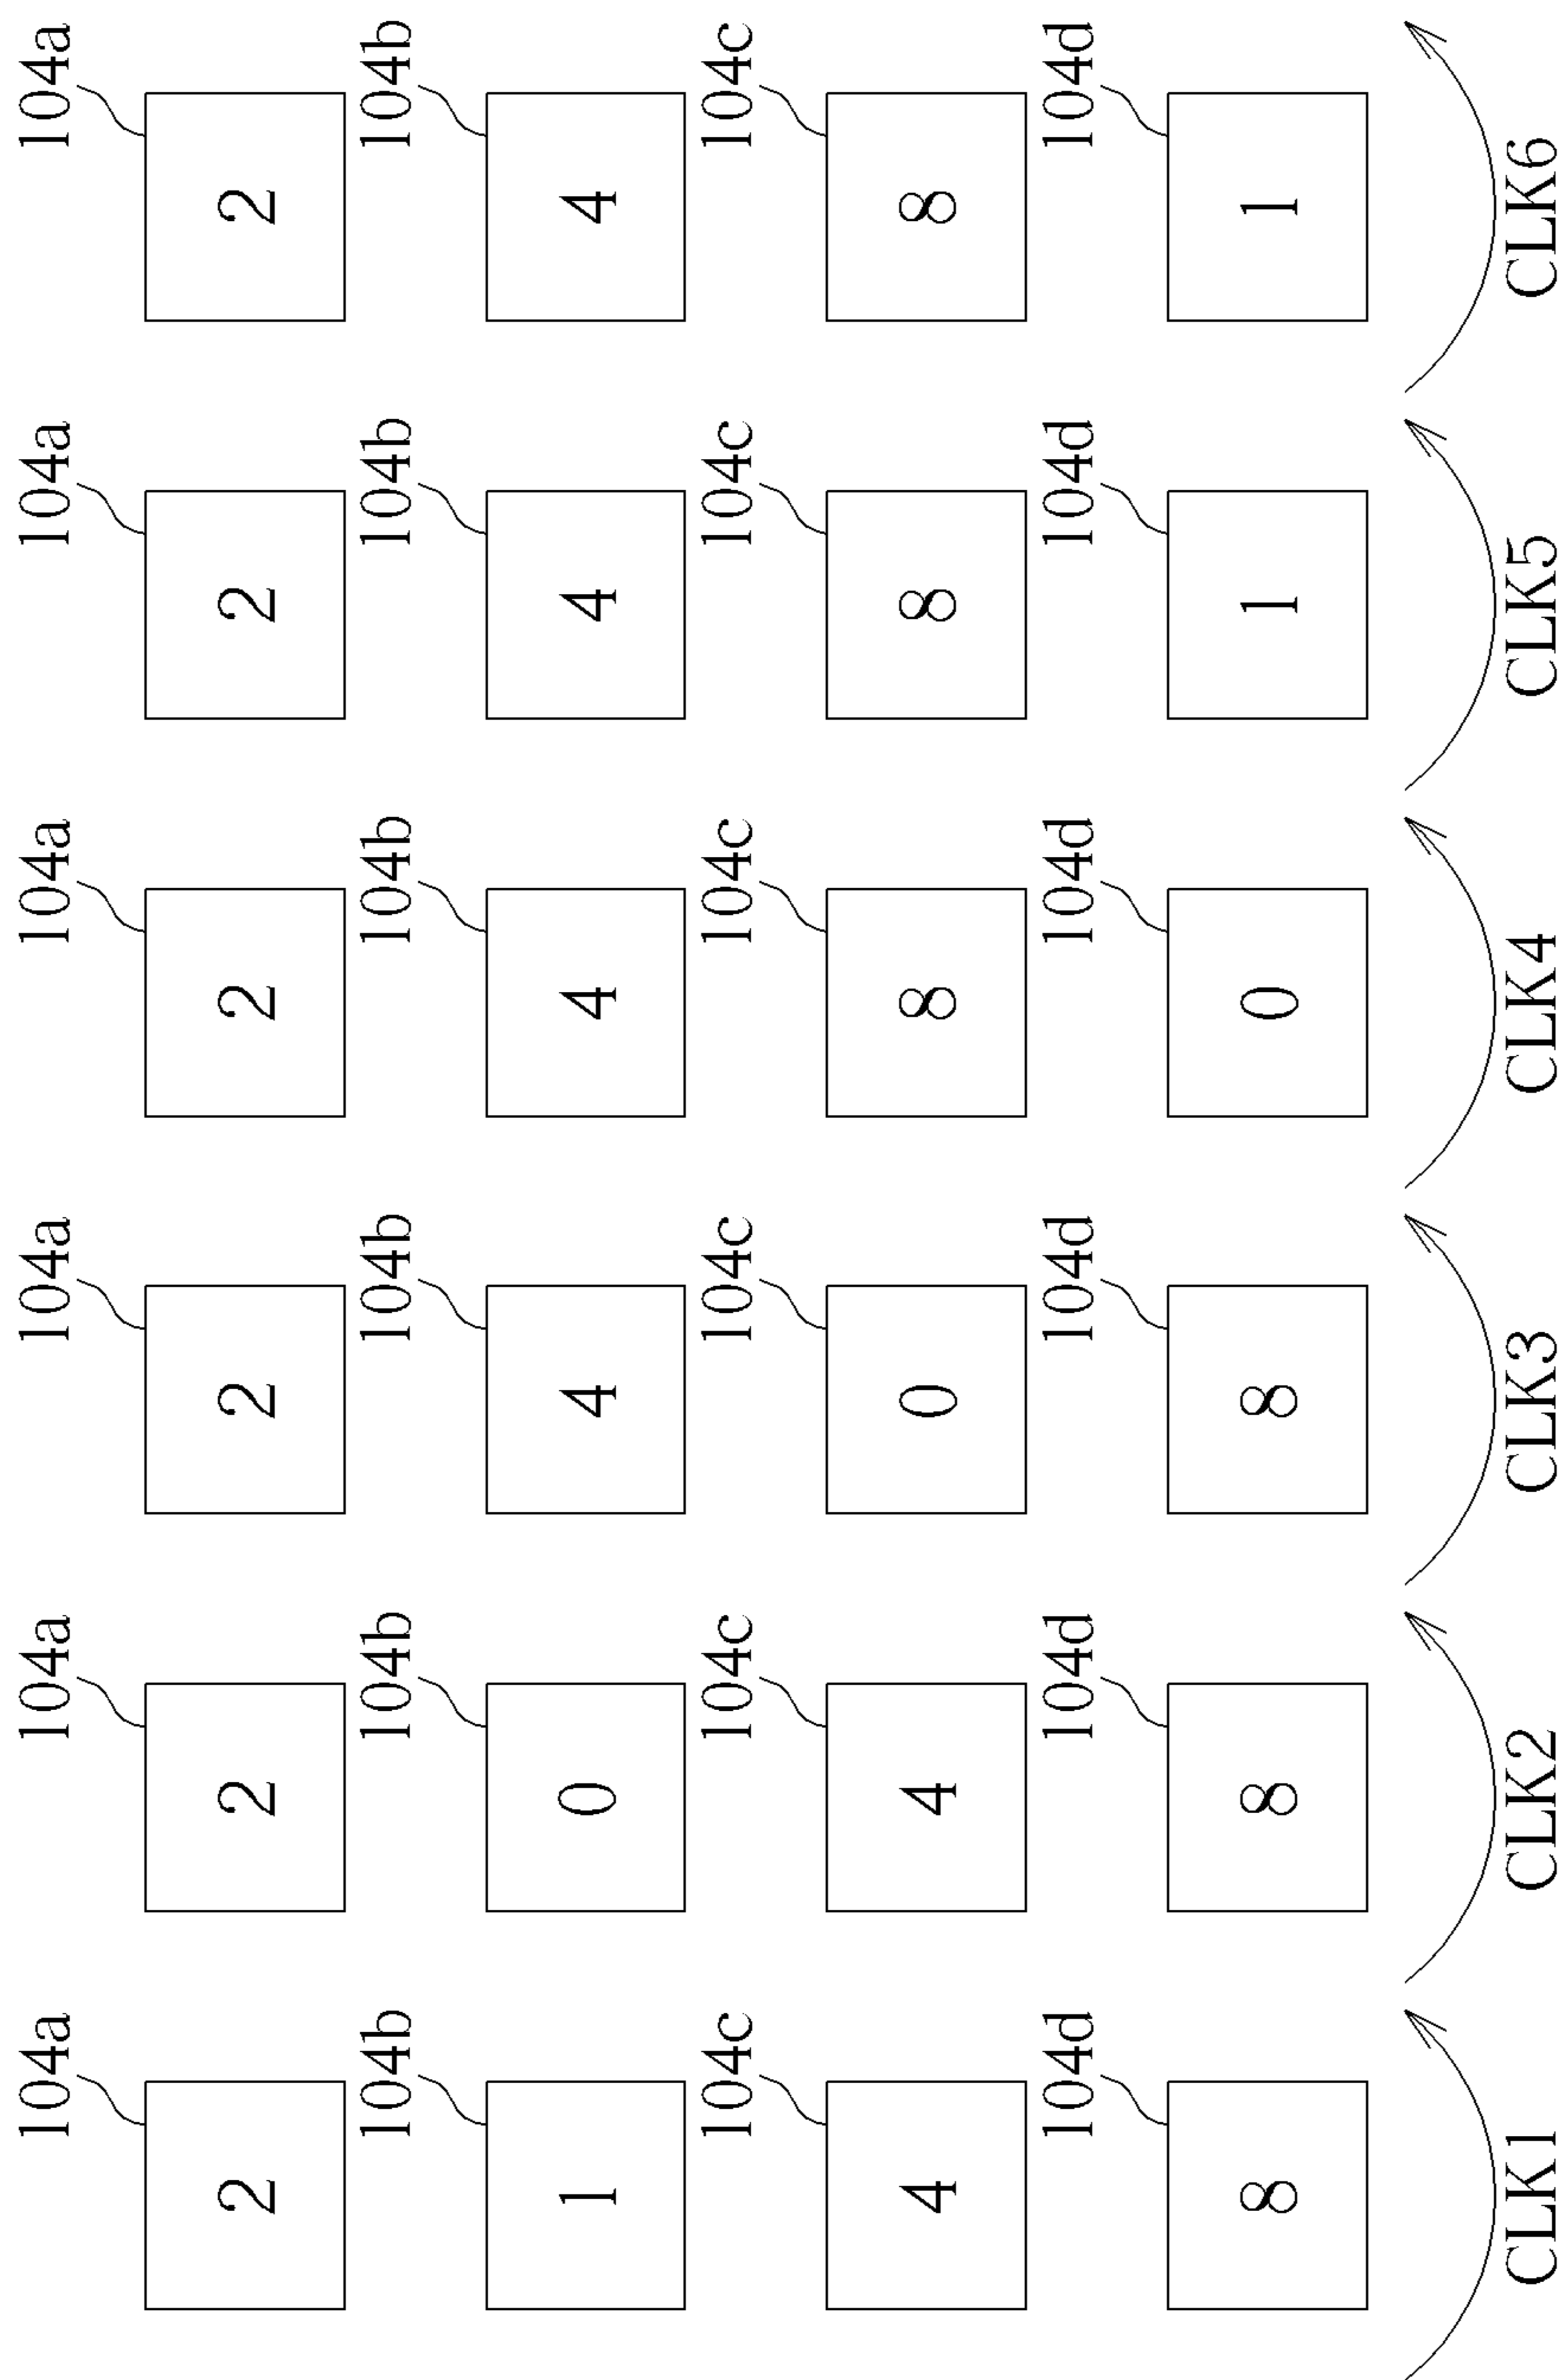 104a 104a 104a 104a 104a 104a
2 2 2 2 2 2
104b 104b 104b 104b 104b 104b
1 0 4 4 4 4
104c 104c 104c 104c 104c 104c
4 4 0 8 8 8
104d 104d 104d 104d 104d 104d
8 8 8 0 1 1
CLK1 CLK2 CLK3 CLK4 CLK5 CLK6